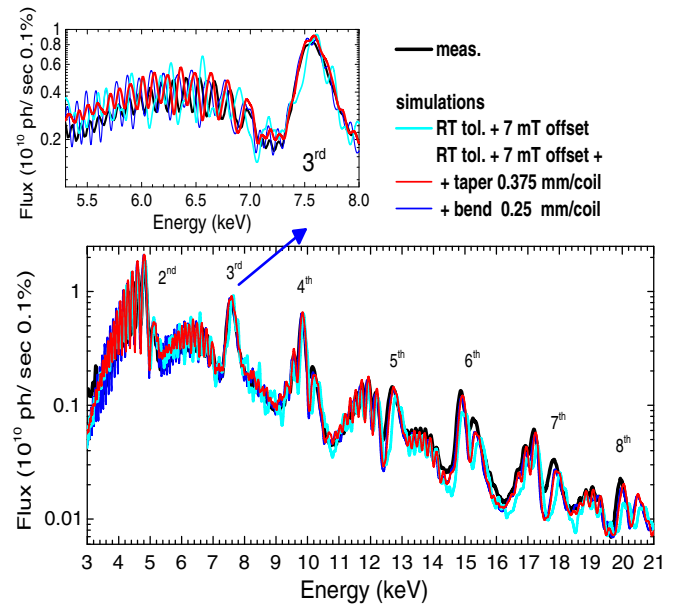 Flux (10^10 ph/ sec 0.1%)
1
0.8
0.6
0.4
0.2
3rd
5.5 6.0 6.5 7.0 7.5 8.0
Energy (keV)
meas.
simulations
RT tol. + 7 mT offset
RT tol. + 7 mT offset +
+ taper 0.375 mm/coil
+ bend 0.25 mm/coil
Flux (10^10 ph/ sec 0.1%)
1
0.1
0.01
2nd
3rd
4th
5th
6th
7th
8th
3 4 5 6 7 8 9 10 11 12 13 14 15 16 17 18 19 20 21
Energy (keV)